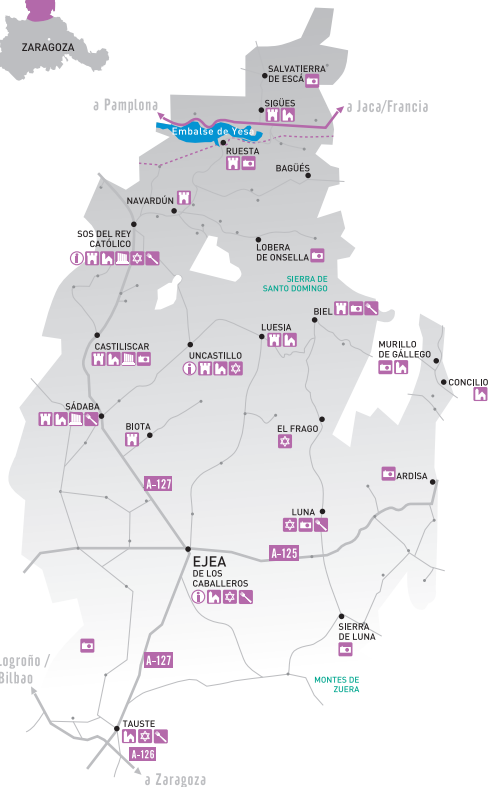 ZARAGOZA
SALVATIERRA
DE ESCÁ
a Pamplona
SIGÜES
a Jaca/Francia
Embalse de Yesa
RUESTA
BAGÜÉS
NAVARDÚN
SOS DEL REY
CATÓLICO
LOBERA
DE ONSELLA
SIERRA DE
SANTO DOMINGO
BIEL
LUESIA
CASTILISCAR
UNCASTILLO
MURILLO
DE GÁLLEGO
CONCILIO
SÁDABA
BIOTA
EL FRAGO
ARDÍSA
A-127
LUNA
EJEA
DE LOS
CABALLEROS
A-125
SIERRA
DE LUNA
Logroño /
Bilbao
A-127
MONTES DE
ZUERA
TAUSTE
A-126
a Zaragoza